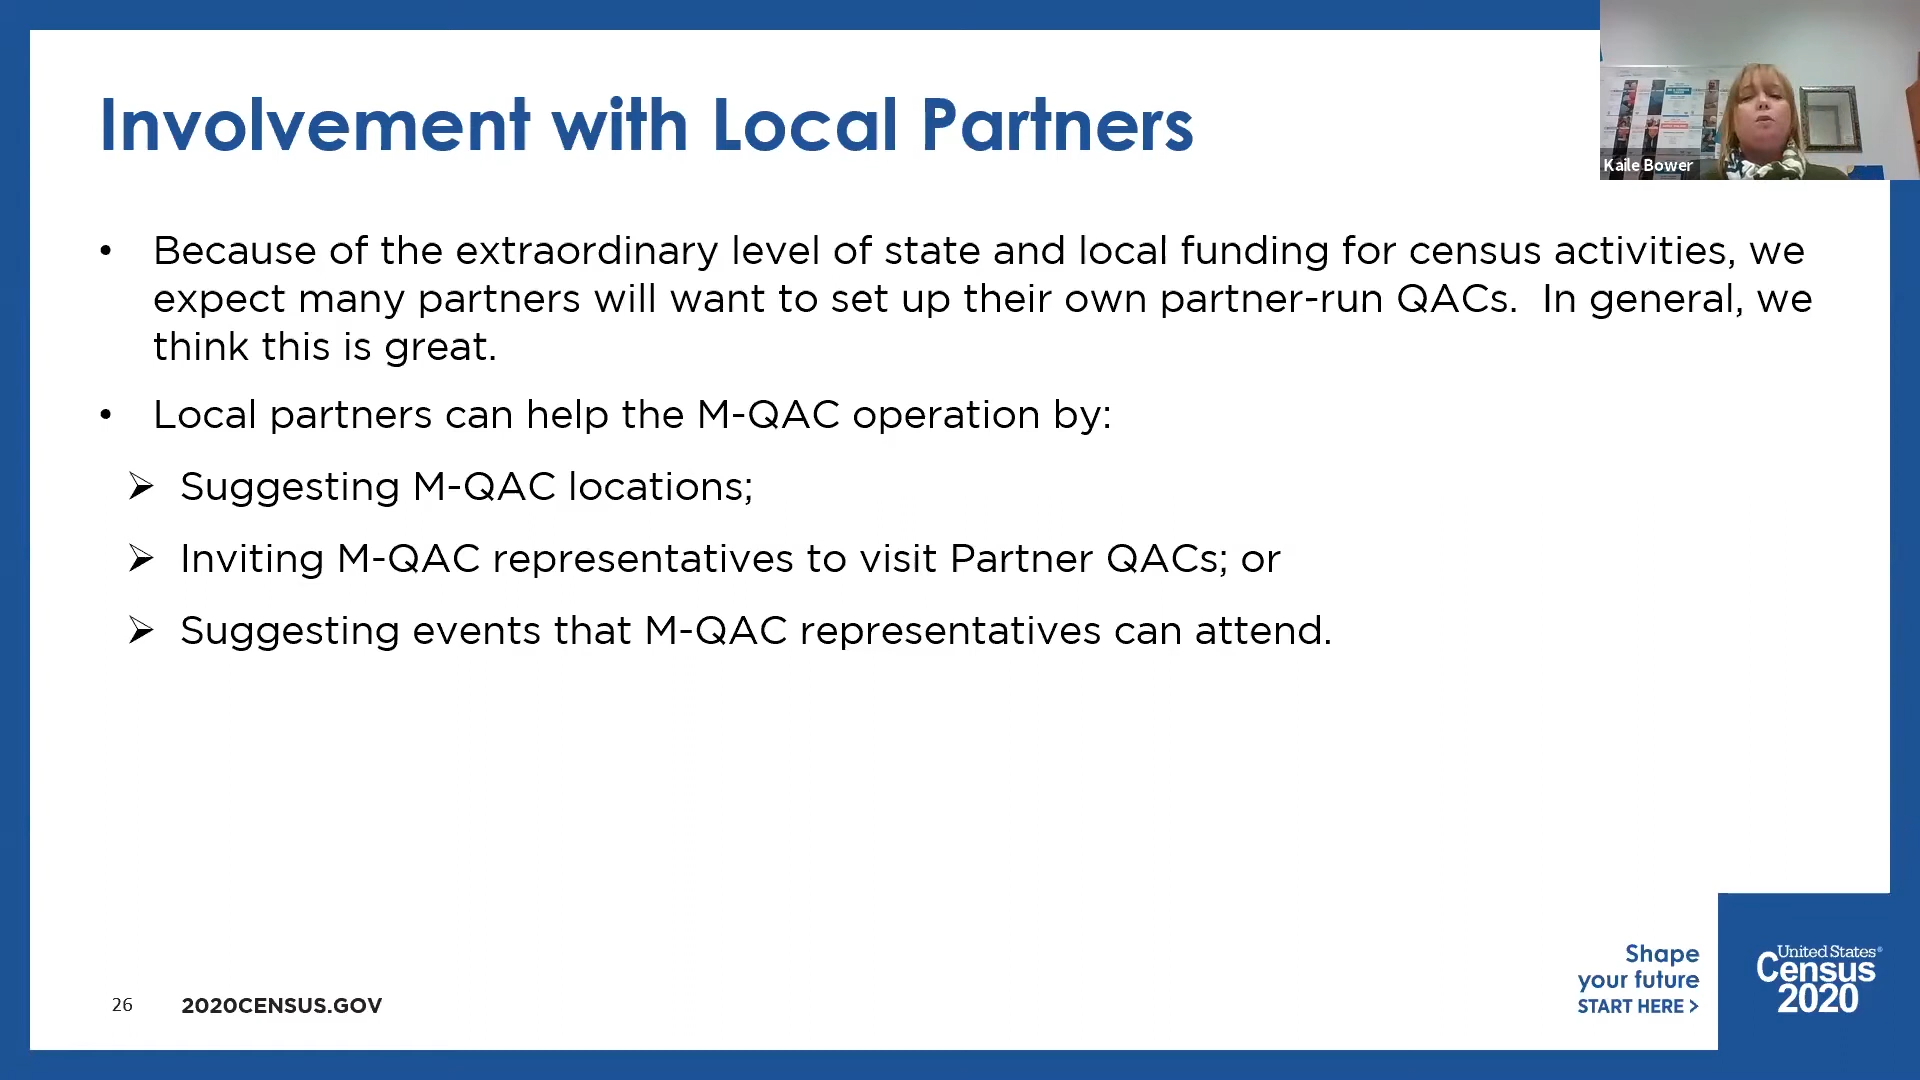 Involvement with Local Partners
Kaile Bower
• Because of the extraordinary level of state and local funding for census activities, we
expect many partners will want to set up their own partner-run QACs. In general, we
think this is great.
• Local partners can help the M-QAC operation by:
➢ Suggesting M-QAC locations;
➢ Inviting M-QAC representatives to visit Partner QACs; or
➢ Suggesting events that M-QAC representatives can attend.
Shape
your future
START HERE >
United States®
Census
2020
26 2020CENSUS.GOV